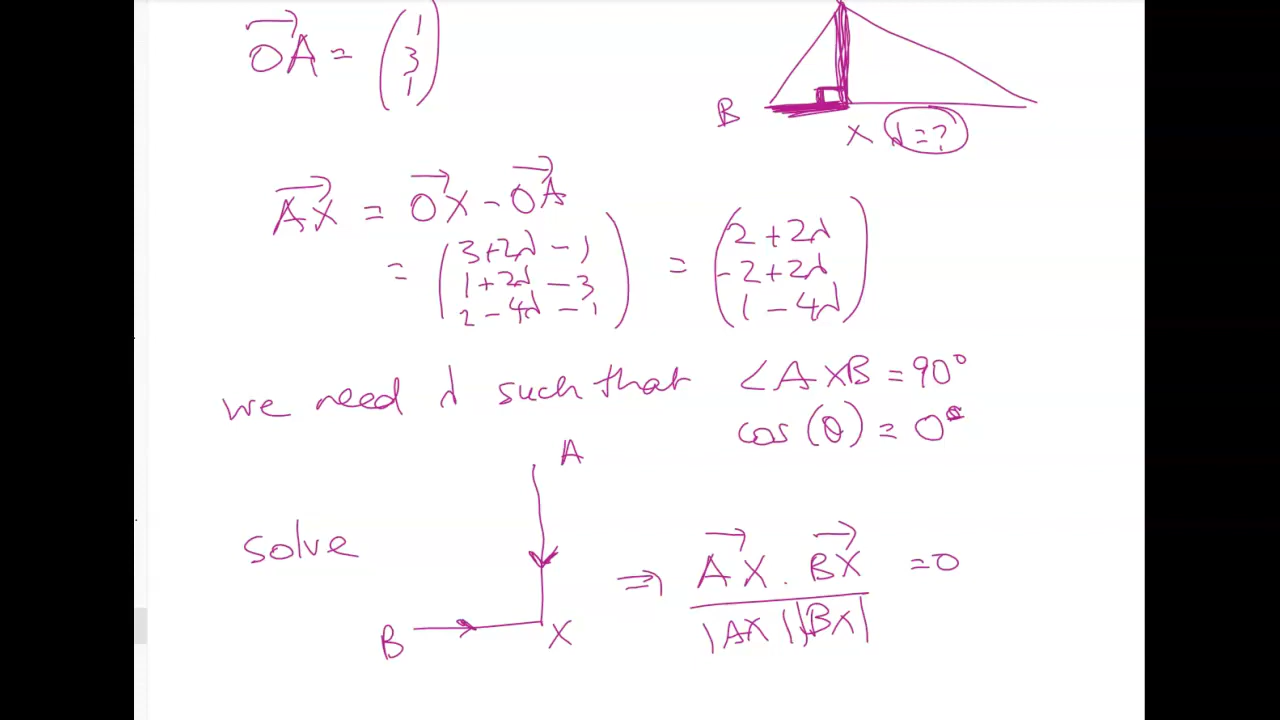 OA = (1 3 1)
B
X λ=?
AX = OX - OA
= (3+2λ-1 1+2λ-3 2-4λ-1) = (2+2λ -2+2λ 1-4λ)
we need λ such that ∠AXB = 90°
cos(θ) = 0
A
solve
⇒ AX . BX / |AX||BX| = 0
B X